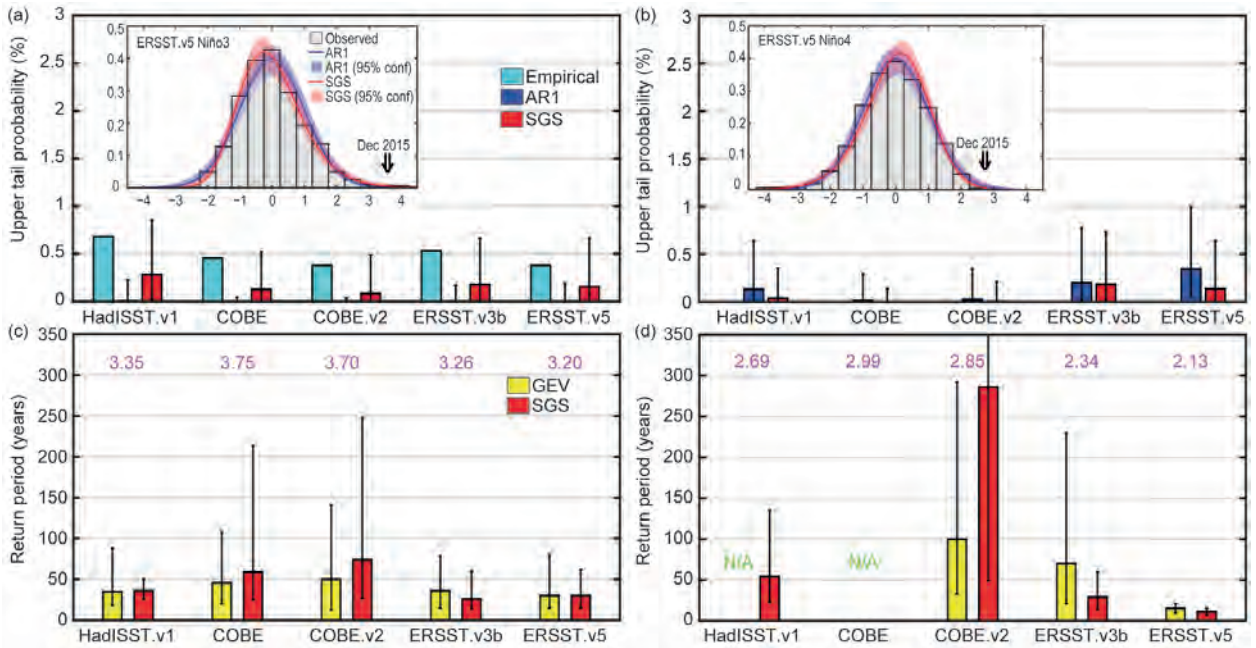 (a)
Upper tail proobability (%)
3
2.5
2
1.5
1
0.5
0
ERSST.v5 Niño3
0.5
0.4
0.3
0.2
0.1
0
Observed
AR1
AR1 (95% conf)
SGS
SGS (95% conf)
Dec 2015
−4 −3 −2 −1 0 1 2 3 4
Empirical
AR1
SGS
HadISST.v1 COBE COBE.v2 ERSST.v3b ERSST.v5
(b)
Upper tail proobability (%)
3
2.5
2
1.5
1
0.5
0
ERSST.v5 Niño4
0.5
0.4
0.3
0.2
0.1
0
Dec 2015
−4 −3 −2 −1 0 1 2 3 4
HadISST.v1 COBE COBE.v2 ERSST.v3b ERSST.v5
(c)
Return period (years)
350
300
250
200
150
100
50
0
3.35 3.75 3.70 3.26 3.20
GEV
SGS
HadISST.v1 COBE COBE.v2 ERSST.v3b ERSST.v5
(d)
Return period (years)
350
300
250
200
150
100
50
0
2.69 2.99 2.85 2.34 2.13
N/A N/A
HadISST.v1 COBE COBE.v2 ERSST.v3b ERSST.v5